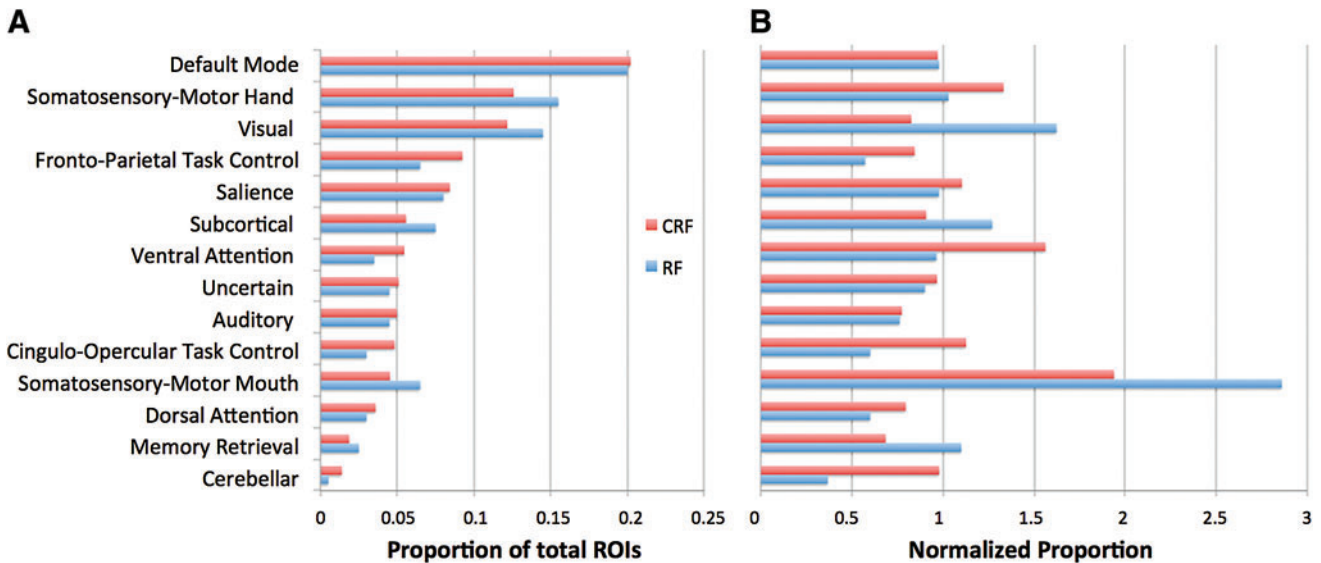 A
Default Mode
Somatosensory-Motor Hand
Visual
Fronto-Parietal Task Control
Salience
Subcortical
Ventral Attention
Uncertain
Auditory
Cingulo-Opercular Task Control
Somatosensory-Motor Mouth
Dorsal Attention
Memory Retrieval
Cerebellar
0 0.05 0.1 0.15 0.2 0.25
Proportion of total ROIs
CRF
RF
B
0 0.5 1 1.5 2 2.5 3
Normalized Proportion